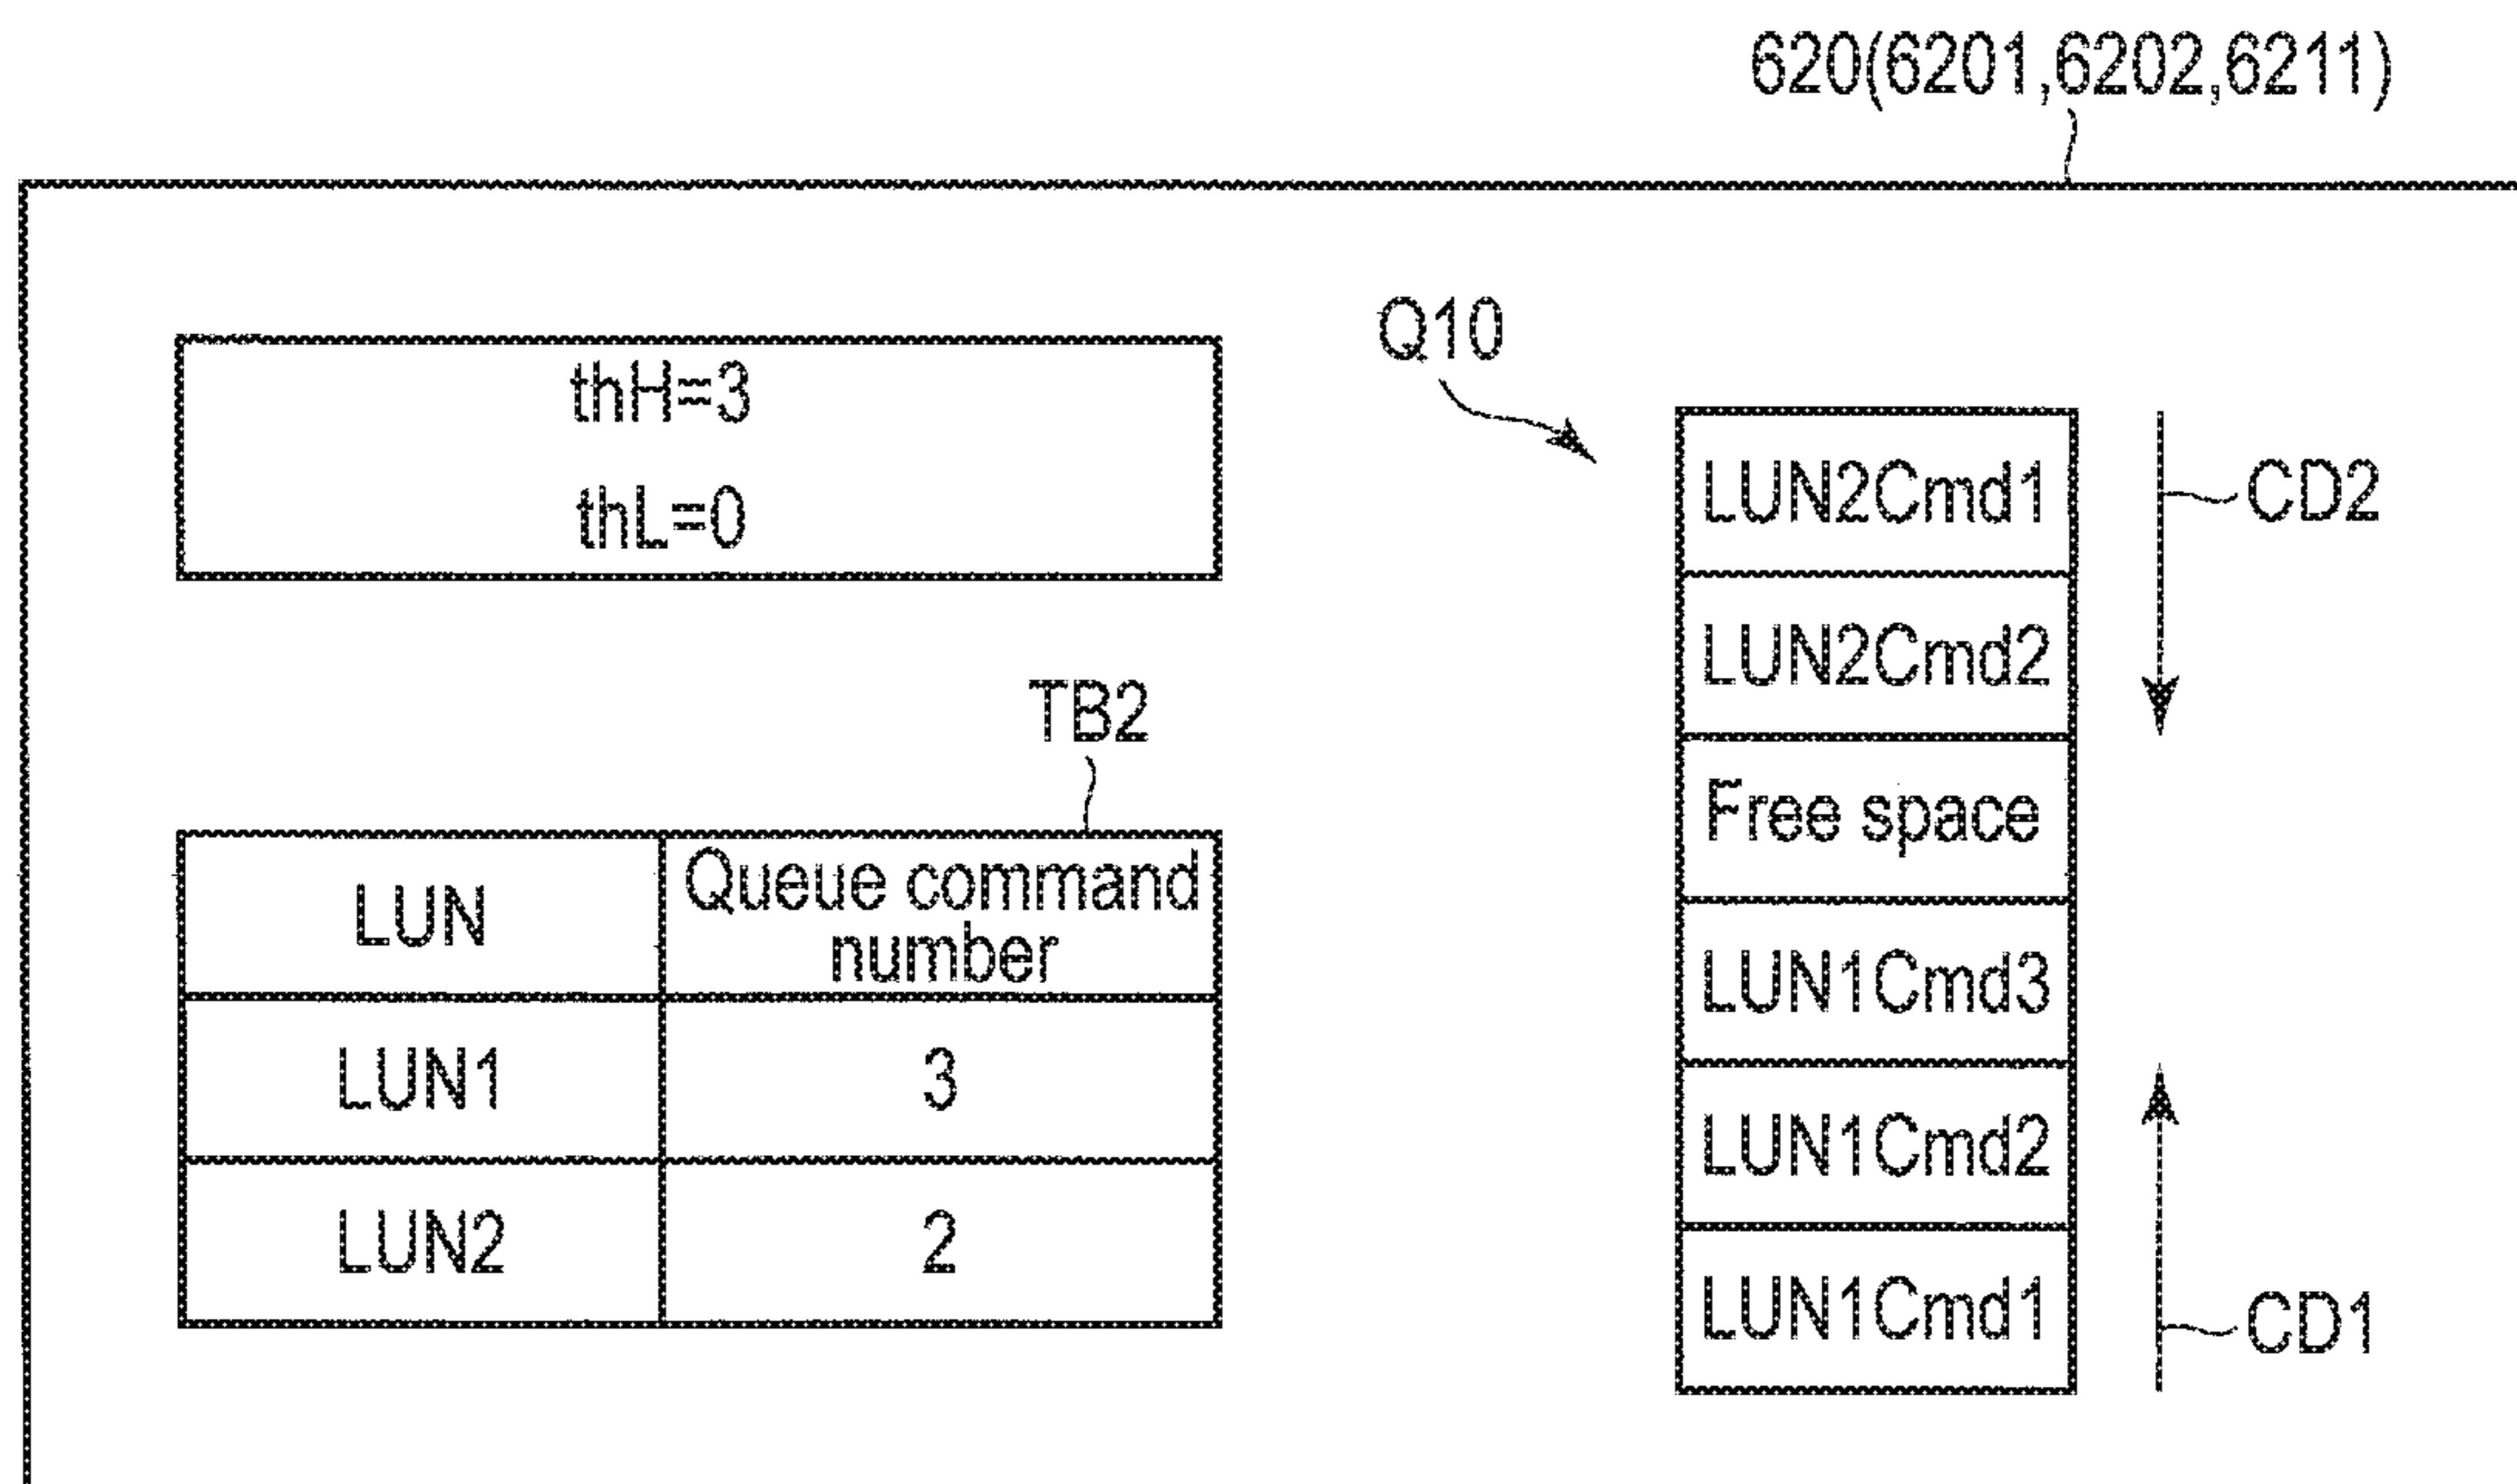 620(6201,6202,6211)
thH=3
thL=0
TB2
LUN
Queue command
number
LUN1
3
LUN2
2
Q10
LUN2Cmd1
LUN2Cmd2
Free space
LUN1Cmd3
LUN1Cmd2
LUN1Cmd1
CD2
CD1